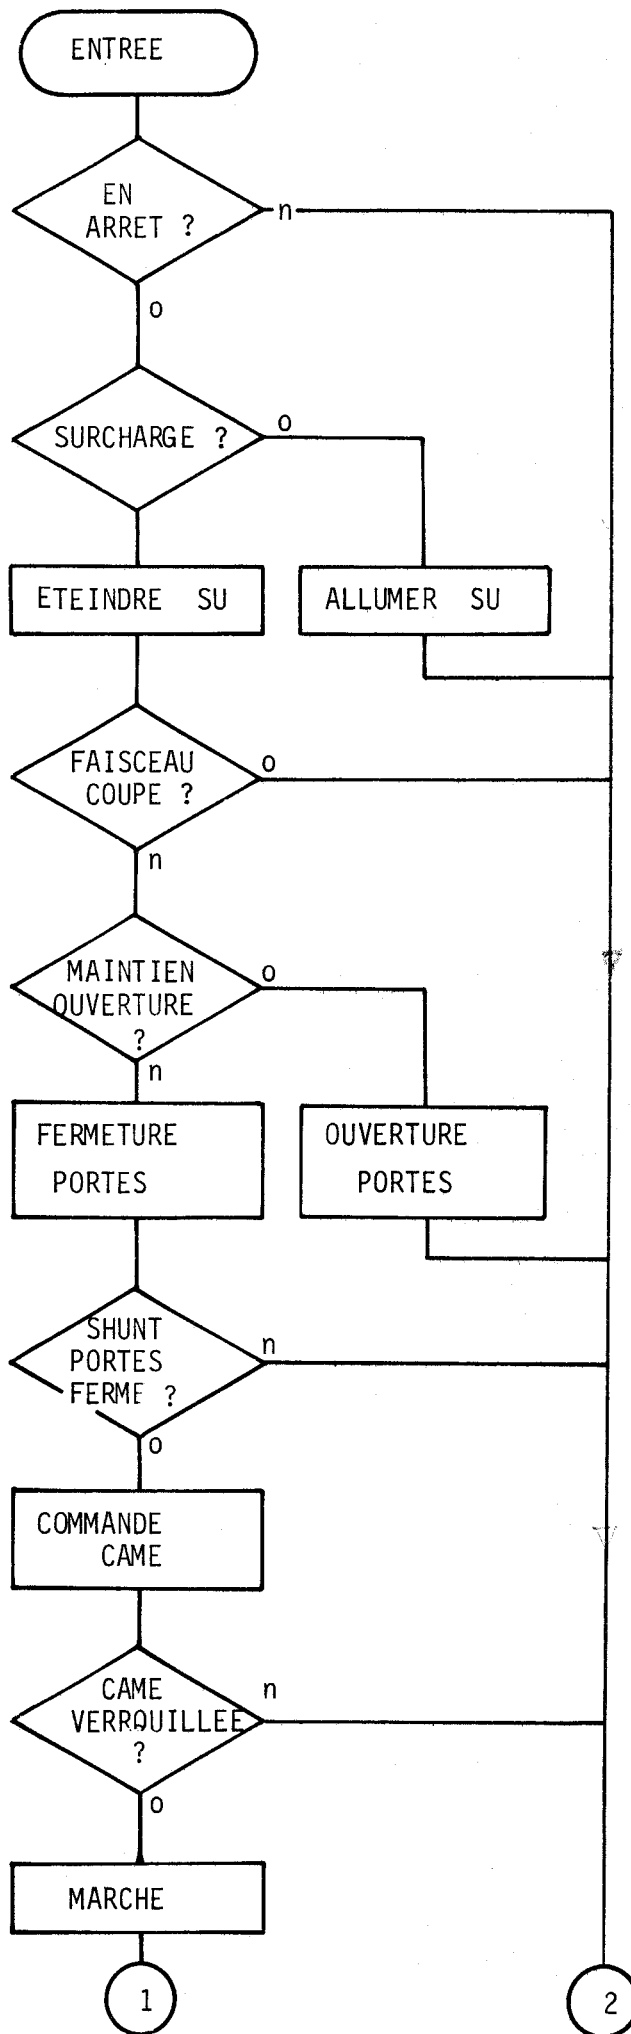 ENTREE
EN
ARRET ?
n
o
SURCHARGE ?
o
ETEINDRE SU
ALLUMER SU
FAISCEAU
COUPE ?
o
n
MAINTIEN
OUVERTURE
?
o
n
FERMETURE
PORTES
OUVERTURE
PORTES
SHUNT
PORTES
FERME ?
n
o
COMMANDE
CAME
CAME
VERROUILLEE
?
n
o
MARCHE
1
2